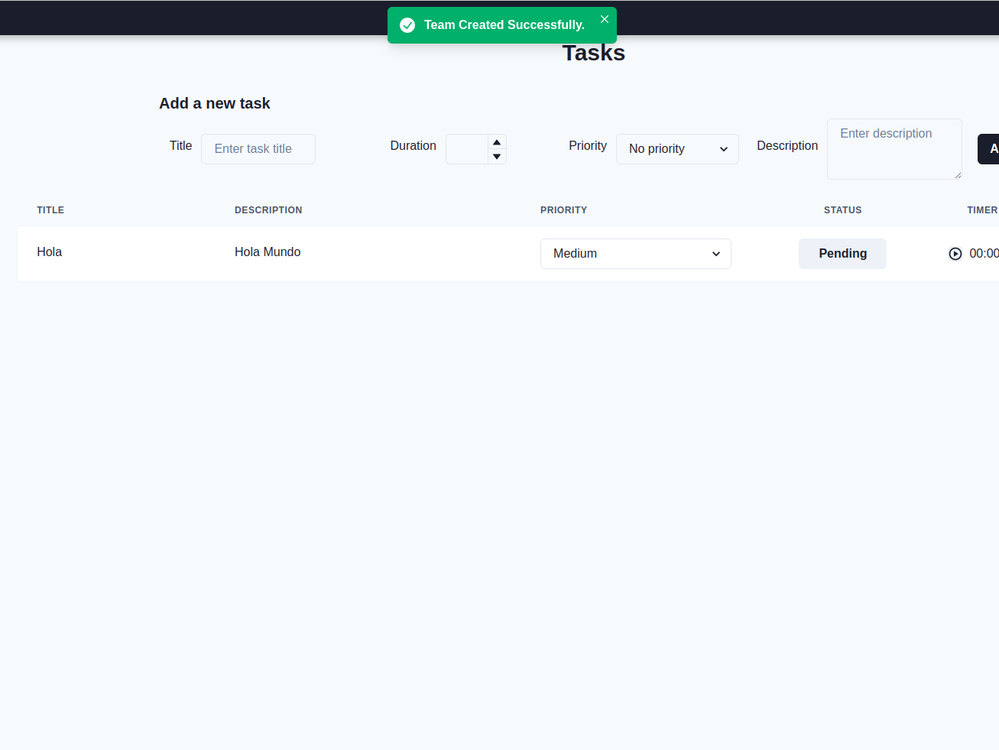 Team Created Successfully.
Tasks
Add a new task
Title
Enter task title
Duration
Priority
No priority
Description
Enter description
A
TITLE
DESCRIPTION
PRIORITY
STATUS
TIMER
Hola
Hola Mundo
Medium
Pending
00:00